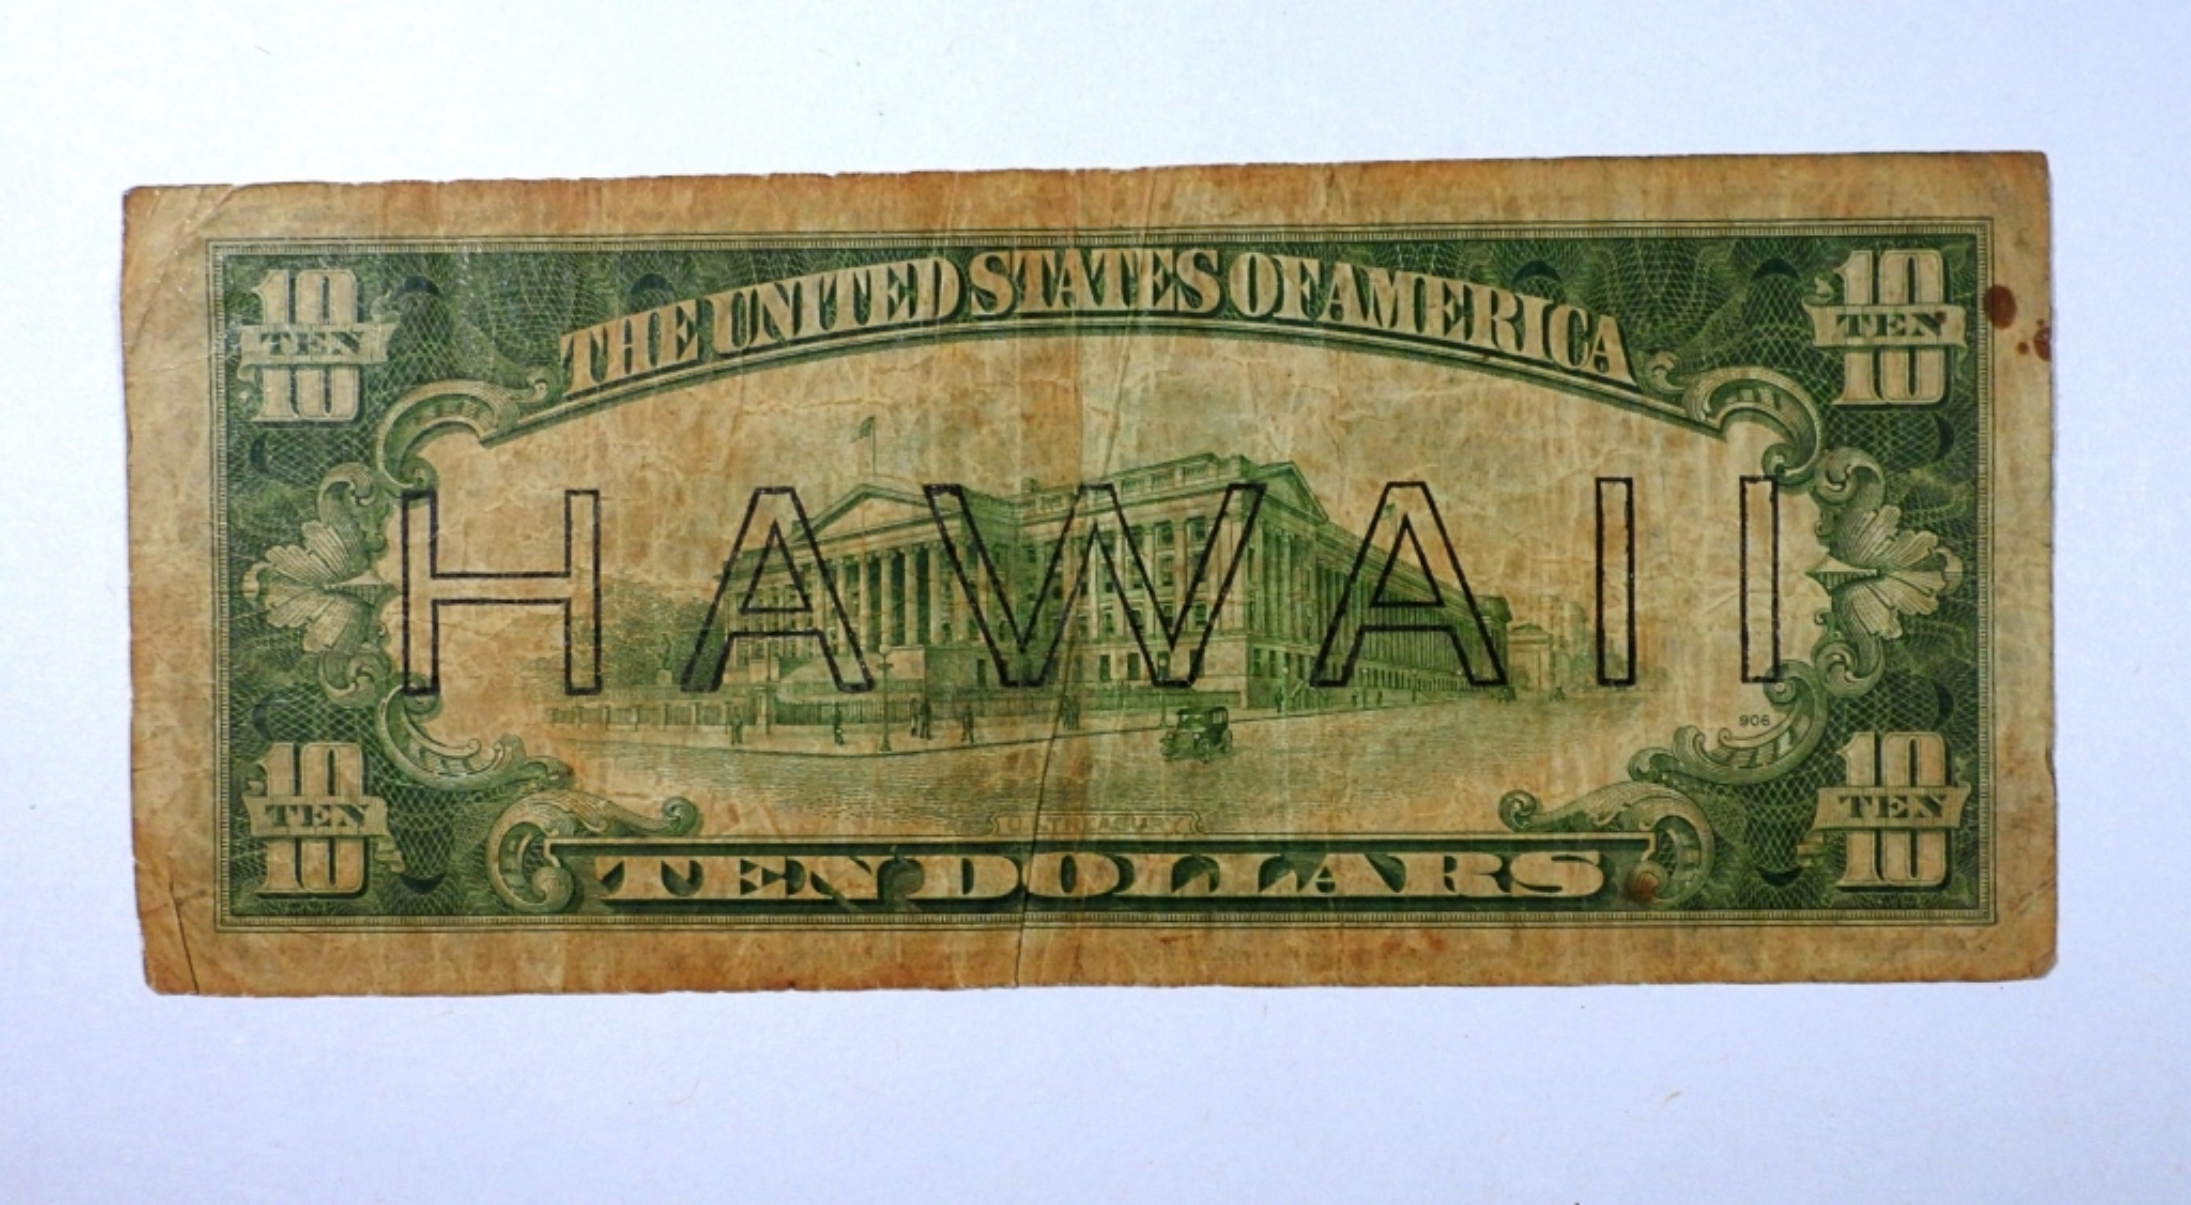 THE UNITED STATES OF AMERICA
10 TEN 10
10 TEN 10
HAWAII
906
U.S. TREASURY
10 TEN 10
10 TEN 10
TEN DOLLARS